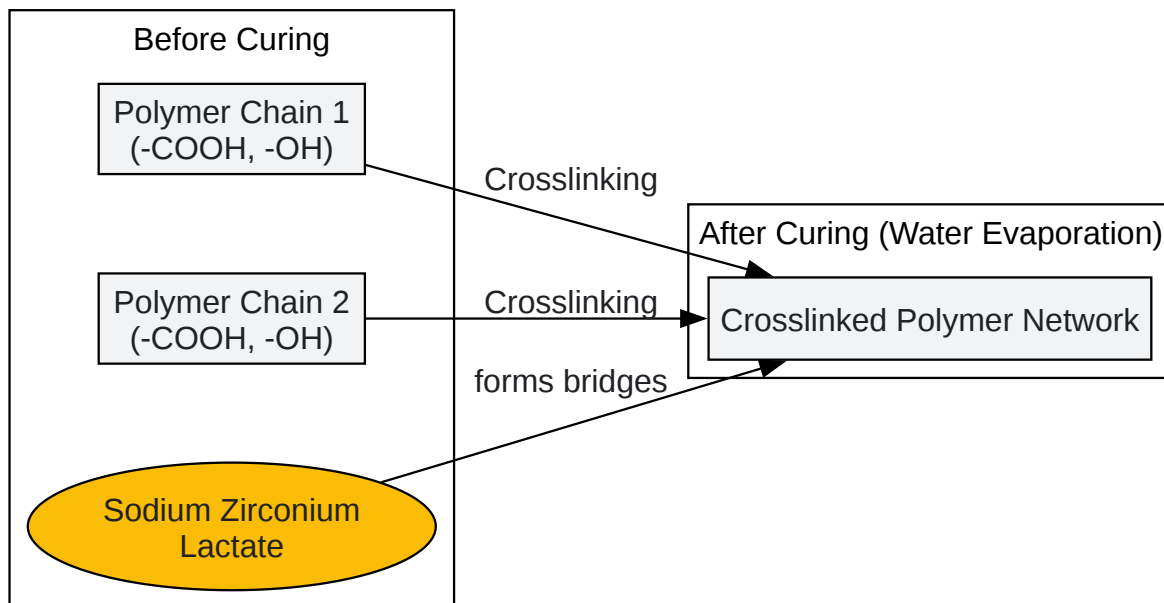 Before Curing
Polymer Chain 1
(-COOH, -OH)
Crosslinking
After Curing (Water Evaporation)
Polymer Chain 2
(-COOH, -OH)
Crosslinking
Crosslinked Polymer Network
forms bridges
Sodium Zirconium
Lactate